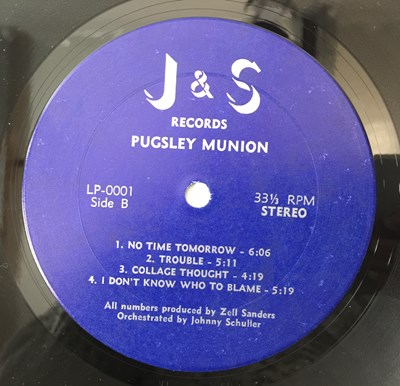 J & S
RECORDS
PUGSLEY MUNION
LP-0001
Side B
33⅓ RPM
STEREO
1. NO TIME TOMORROW - 6:06
2. TROUBLE - 5:11
3. COLLAGE THOUGHT - 4:19
4. I DON'T KNOW WHO TO BLAME - 5:19
All numbers produced by Zell Sanders
Orchestrated by Johnny Schuller